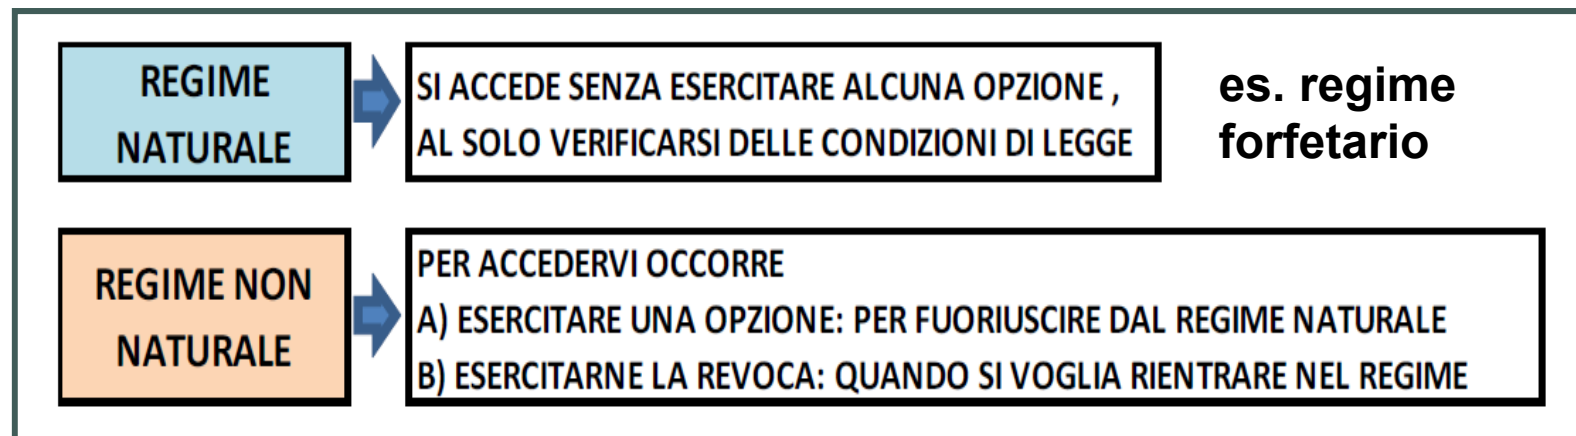 REGIME
NATURALE
SI ACCEDE SENZA ESERCITARE ALCUNA OPZIONE ,
AL SOLO VERIFICARSI DELLE CONDIZIONI DI LEGGE
es. regime
forfetario
REGIME NON
NATURALE
PER ACCEDERVI OCCORRE
A) ESERCITARE UNA OPZIONE: PER FUORIUSCIRE DAL REGIME NATURALE
B) ESERCITARNE LA REVOCA: QUANDO SI VOGLIA RIENTRARE NEL REGIME